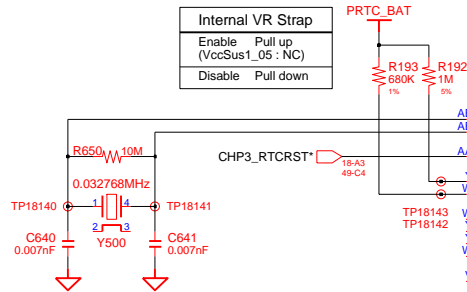 Internal VR Strap
Enable Pull up
(VccSus1_05 : NC)
Disable Pull down
PRTC_BAT
R193
680K
1%
R192
1M
5%
R650
10M
CHP3_RTCRST*
18-A3
49-C4
0.032768MHz
TP18140
1
4
TP18141
2
3
Y500
C640
0.007nF
C641
0.007nF
TP18143
TP18142